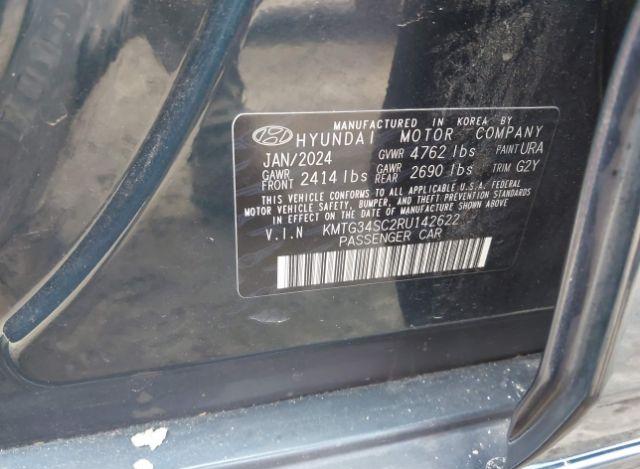 MANUFACTURED IN KOREA BY
HYUNDAI MOTOR COMPANY
JAN/2024 GVWR 4762 lbs PAINT URA
GAWR FRONT 2414 lbs GAWR REAR 2690 lbs TRIM G2Y
THIS VEHICLE CONFORMS TO ALL APPLICABLE U.S.A. FEDERAL
MOTOR VEHICLE SAFETY, BUMPER, AND THEFT PREVENTION
STANDARDS IN EFFECT ON THE DATE OF MANUFACTURE SHOWN ABOVE.
V.I.N KMTG34SC2RU142622
PASSENGER CAR